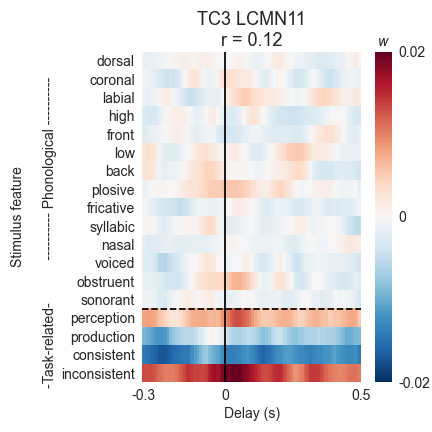 TC3 LCMN11
r = 0.12
w
dorsal
coronal
labial
high
front
low
back
plosive
fricative
syllabic
nasal
voiced
obstruent
sonorant
perception
production
consistent
inconsistent
Stimulus feature
----------- Phonological ----------
-Task-related-
0.02
0
-0.02
-0.3
0
0.5
Delay (s)